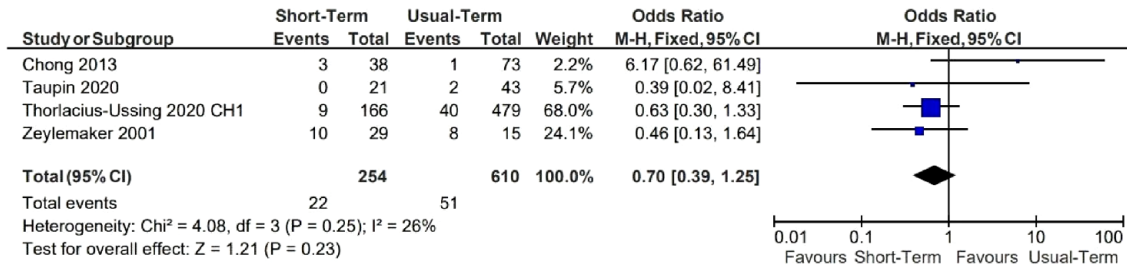 Short-Term Usual-Term Odds Ratio Odds Ratio
Study or Subgroup Events Total Events Total Weight M-H, Fixed, 95% CI M-H, Fixed, 95% CI
Chong 2013 3 38 1 73 2.2% 6.17 [0.62, 61.49]
Taupin 2020 0 21 2 43 5.7% 0.39 [0.02, 8.41]
Thorlacius-Ussing 2020 CH1 9 166 40 479 68.0% 0.63 [0.30, 1.33]
Zeylemaker 2001 10 29 8 15 24.1% 0.46 [0.13, 1.64]
Total (95% CI) 254 610 100.0% 0.70 [0.39, 1.25]
Total events 22 51
Heterogeneity: Chi² = 4.08, df = 3 (P = 0.25); I² = 26%
Test for overall effect: Z = 1.21 (P = 0.23)
0.01 0.1 1 10 100
Favours Short-Term Favours Usual-Term